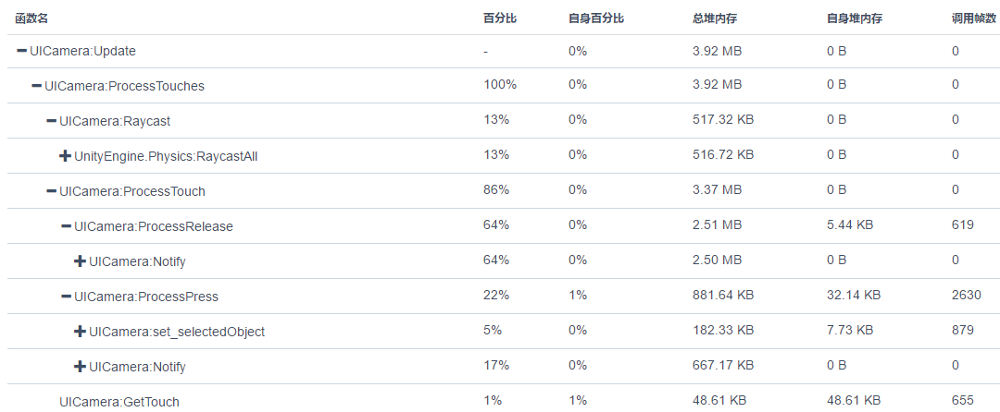 函数名 百分比 自身百分比 总堆内存 自身堆内存 调用帧数
UICamera:Update - 0% 3.92 MB 0 B 0
UICamera:ProcessTouches 100% 0% 3.92 MB 0 B 0
UICamera:Raycast 13% 0% 517.32 KB 0 B 0
UnityEngine.Physics:RaycastAll 13% 0% 516.72 KB 0 B 0
UICamera:ProcessTouch 86% 0% 3.37 MB 0 B 0
UICamera:ProcessRelease 64% 0% 2.51 MB 5.44 KB 619
UICamera:Notify 64% 0% 2.50 MB 0 B 0
UICamera:ProcessPress 22% 1% 881.64 KB 32.14 KB 2630
UICamera:set_selectedObject 5% 0% 182.33 KB 7.73 KB 879
UICamera:Notify 17% 0% 667.17 KB 0 B 0
UICamera:GetTouch 1% 1% 48.61 KB 48.61 KB 655